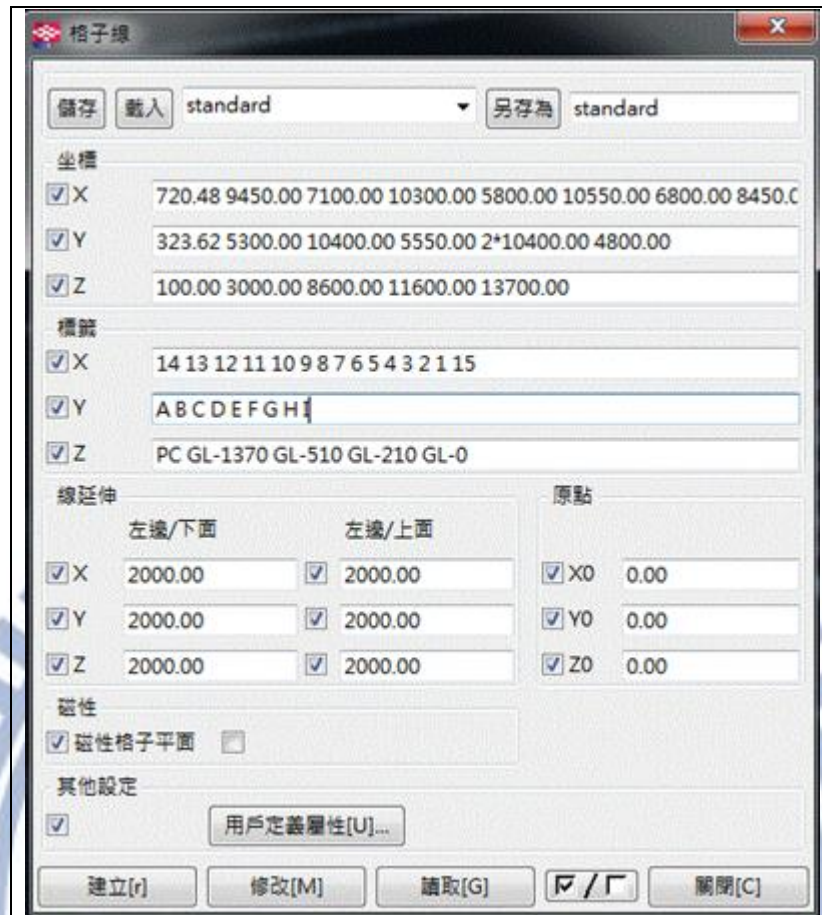 格子線
儲存 載入 standard 另存為 standard
坐標
X 720.48 9450.00 7100.00 10300.00 5800.00 10550.00 6800.00 8450.0
Y 323.62 5300.00 10400.00 5550.00 2*10400.00 4800.00
Z 100.00 3000.00 8600.00 11600.00 13700.00
標籤
X 14 13 12 11 10 9 8 7 6 5 4 3 2 1 15
Y A B C D E F G H I
Z PC GL-1370 GL-510 GL-210 GL-0
線延伸 原點
左邊/下面 左邊/上面
X 2000.00 2000.00 X0 0.00
Y 2000.00 2000.00 Y0 0.00
Z 2000.00 2000.00 Z0 0.00
磁性
磁性格子平面
其他設定
用戶定義屬性[U]...
建立[r] 修改[M] 讀取[G] / 關閉[C]